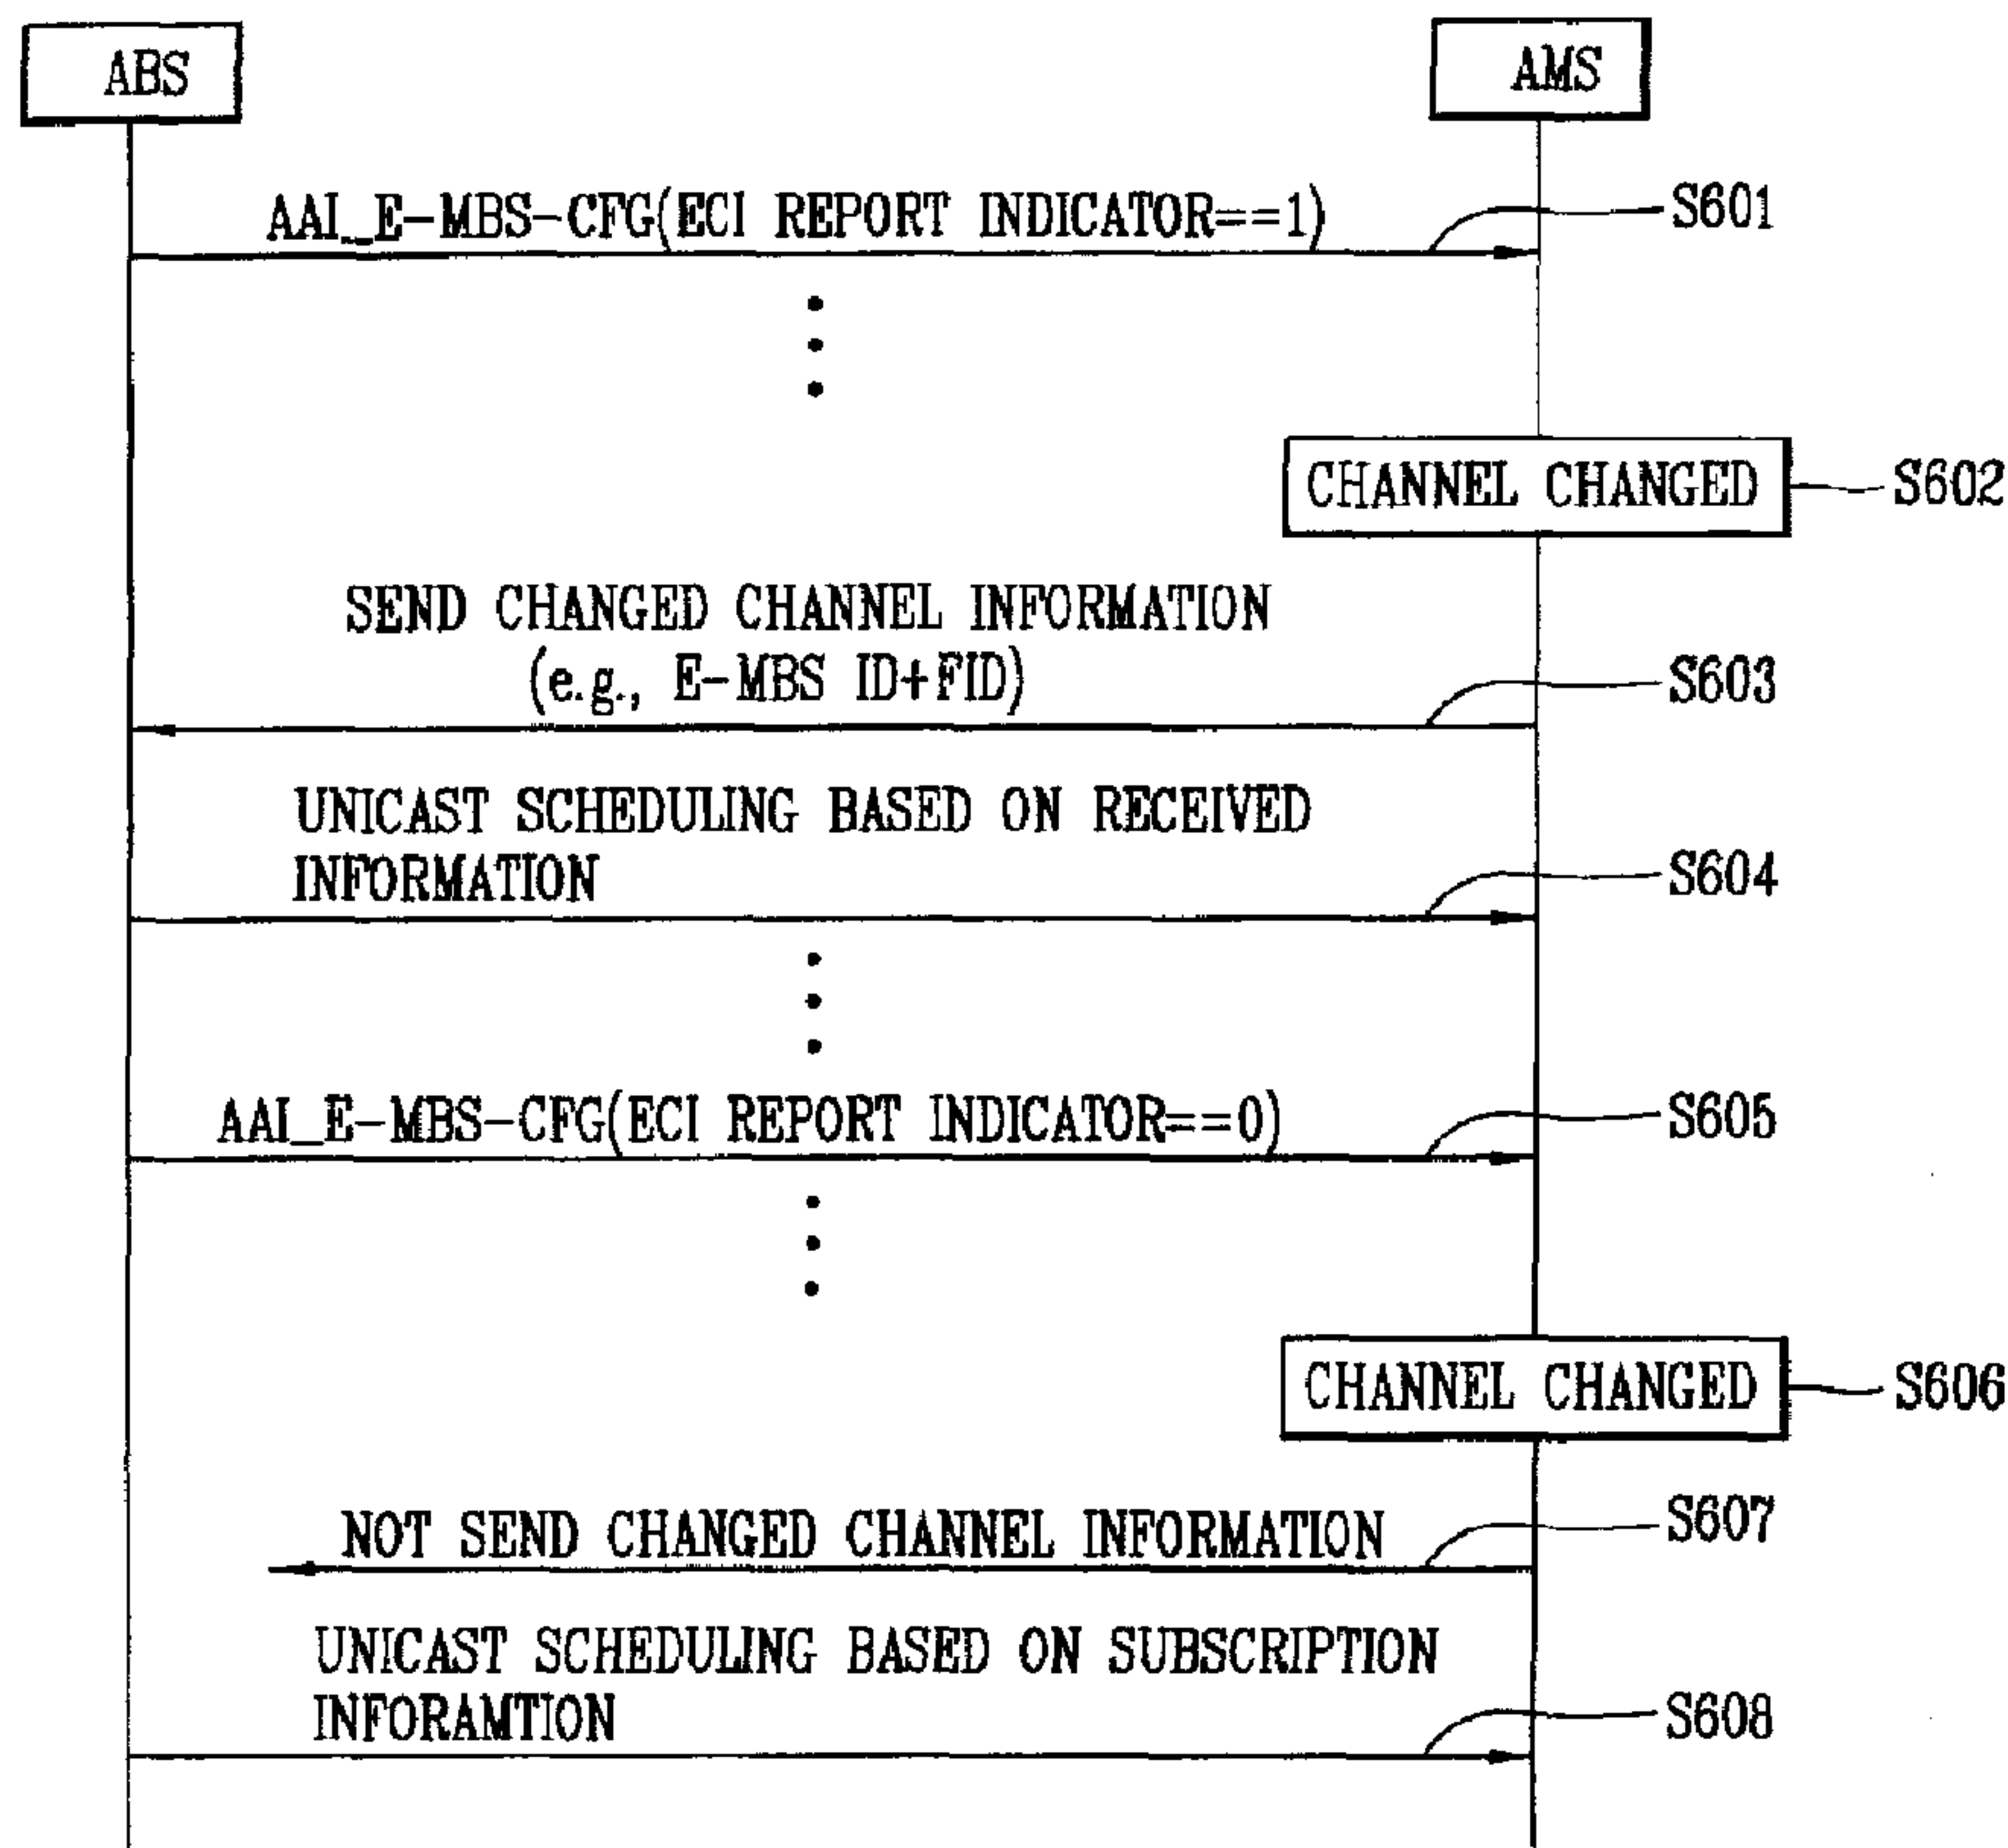 ABS
AMS
AAI_E-MBS-CFG(ECI REPORT INDICATOR==1)
S601
CHANNEL CHANGED
S602
SEND CHANGED CHANNEL INFORMATION
(e.g., E-MBS ID+FID)
S603
UNICAST SCHEDULING BASED ON RECEIVED
INFORMATION
S604
AAI_E-MBS-CFG(ECI REPORT INDICATOR==0)
S605
CHANNEL CHANGED
S606
NOT SEND CHANGED CHANNEL INFORMATION
S607
UNICAST SCHEDULING BASED ON SUBSCRIPTION
INFORAMTION
S608